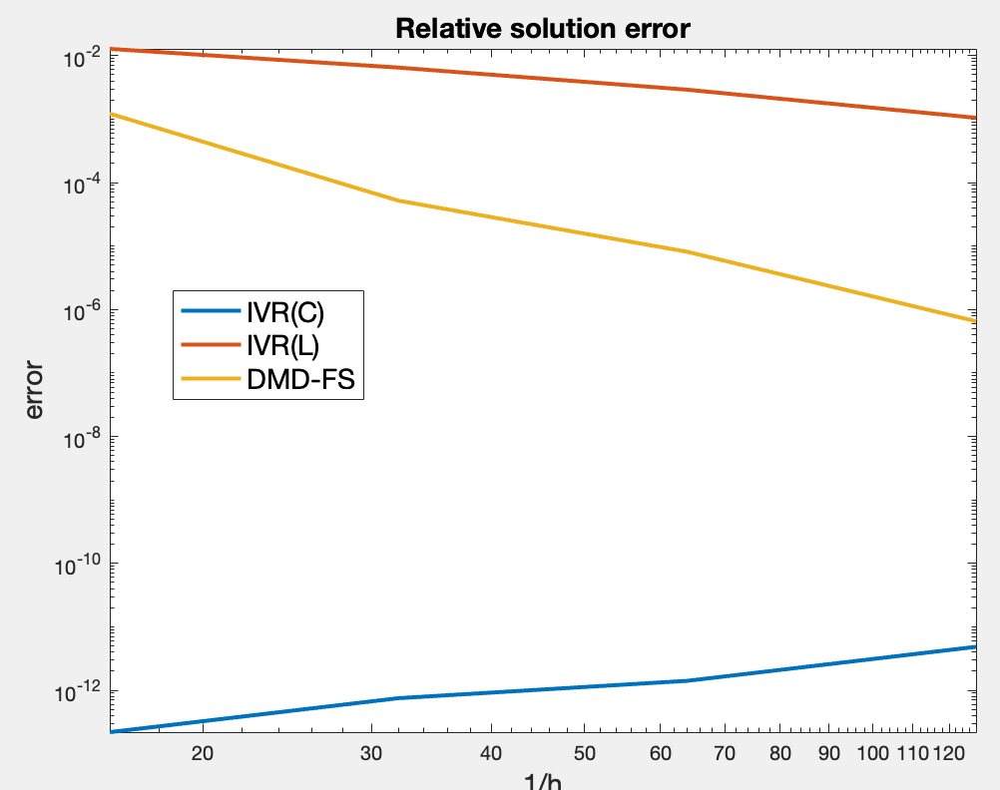 Relative solution error
10-2
10-4
10-6
10-8
10-10
10-12
error
IVR(C)
IVR(L)
DMD-FS
20 30 40 50 60 70 80 90 100 110 120
1/h